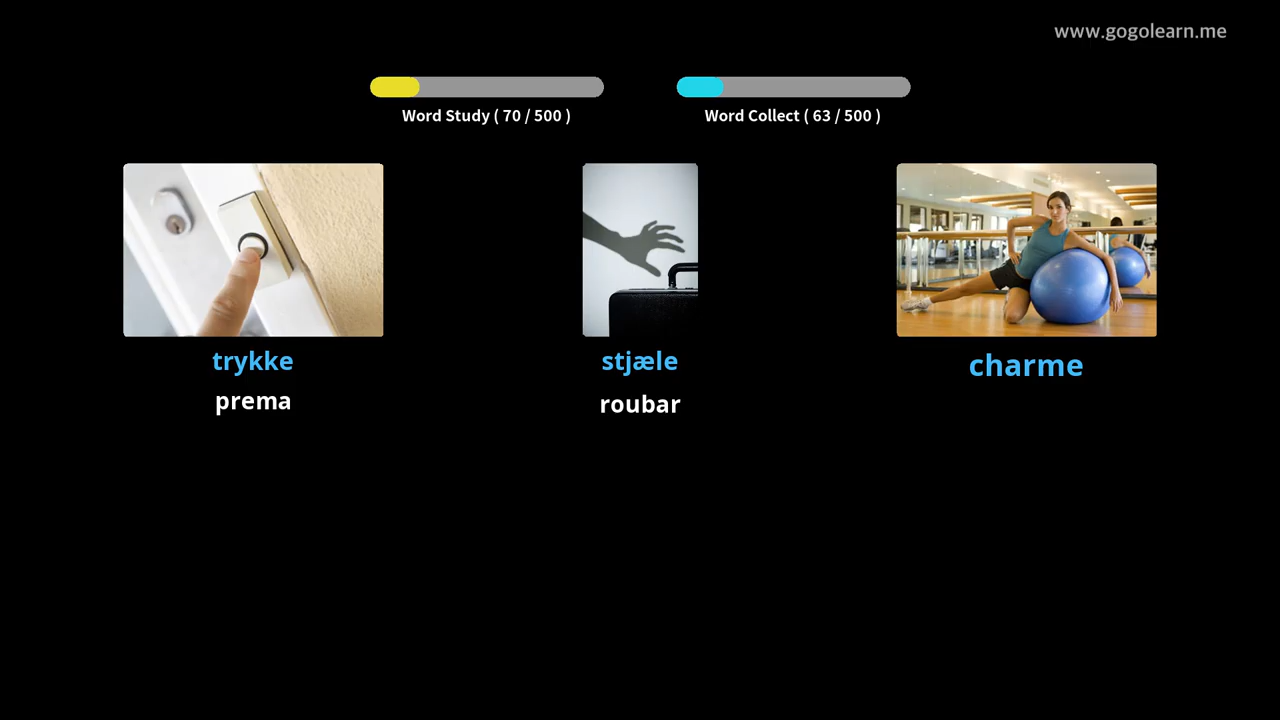 www.gogolearn.me
Word Study ( 70 / 500 )
Word Collect ( 63 / 500 )
trykke
prema
stjæle
roubar
charme